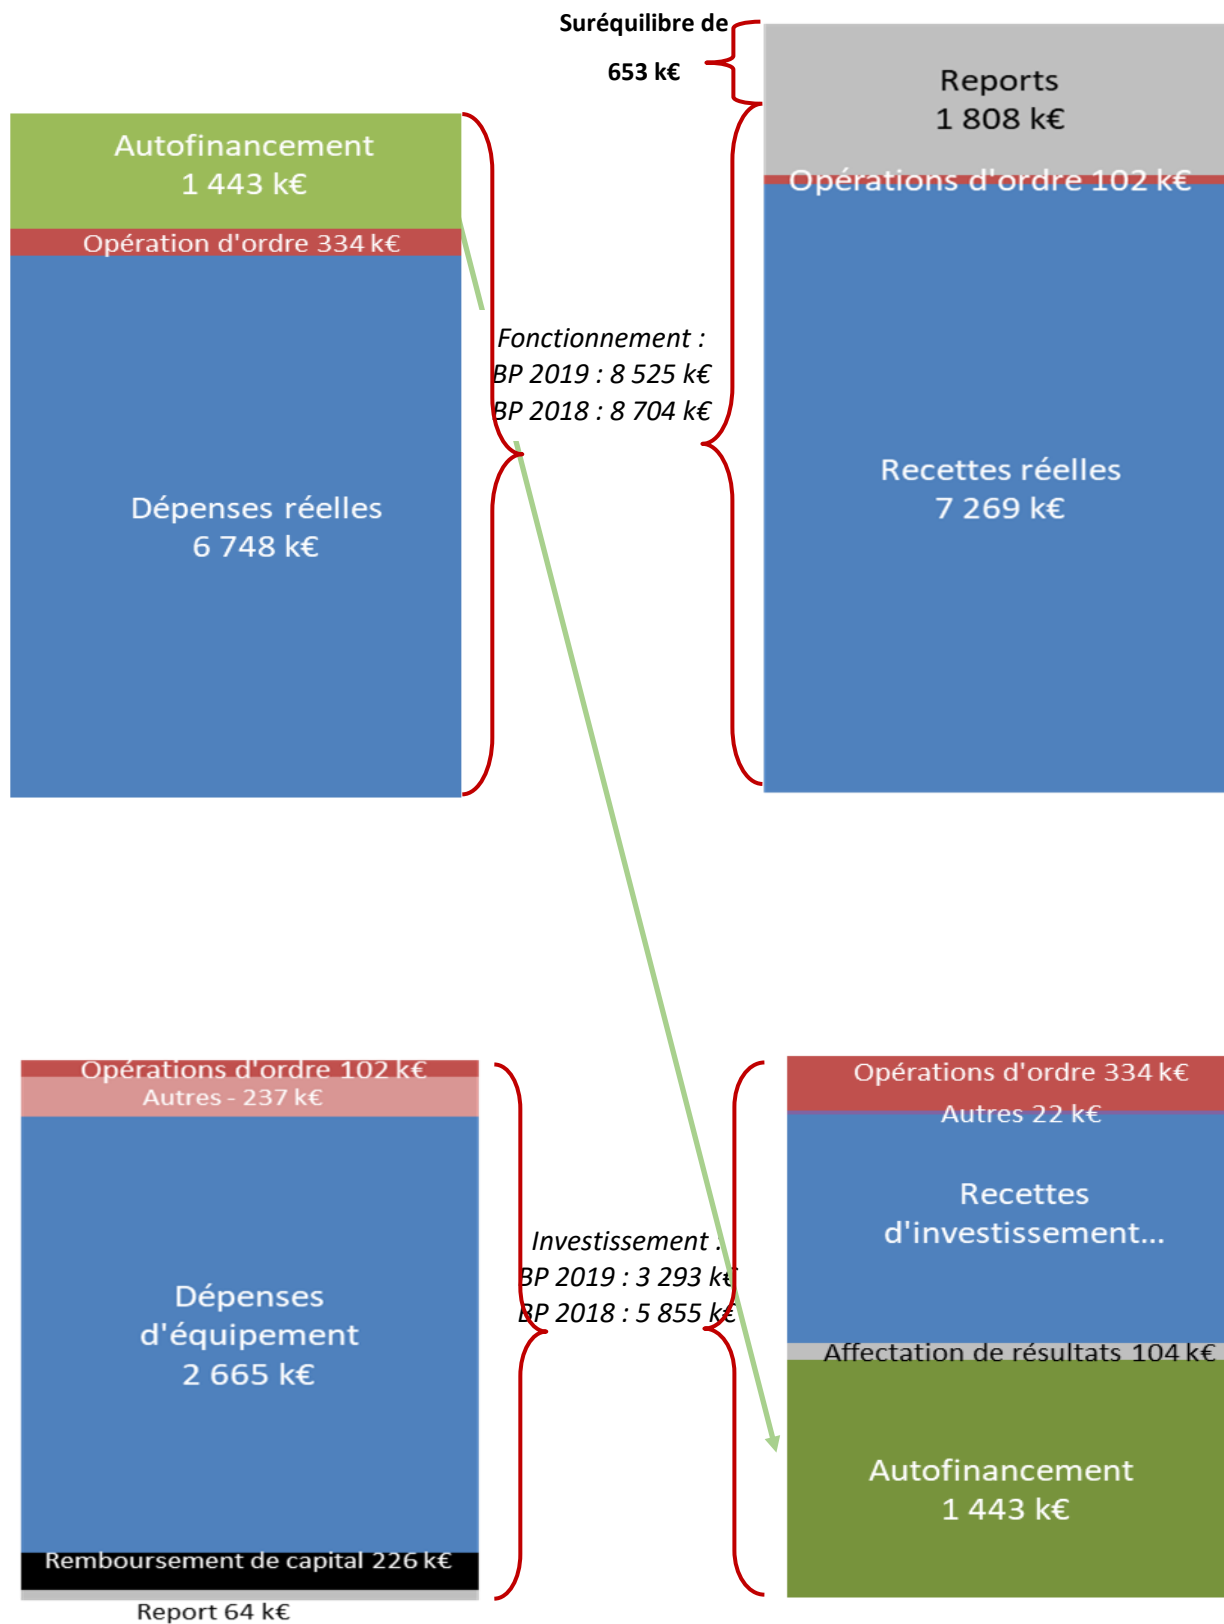 Suréquilibre de
653 k€
Reports
1 808 k€
Opérations d'ordre 102 k€
Recettes réelles
7 269 k€
Autofinancement
1 443 k€
Opération d'ordre 334 k€
Dépenses réelles
6 748 k€
Fonctionnement :
BP 2019 : 8 525 k€
BP 2018 : 8 704 k€
Opérations d'ordre 102 k€
Autres - 237 k€
Dépenses
d'équipement
2 665 k€
Remboursement de capital 226 k€
Report 64 k€
Investissement :
BP 2019 : 3 293 k€
BP 2018 : 5 855 k€
Opérations d'ordre 334 k€
Autres 22 k€
Recettes
d'investissement...
Affectation de résultats 104 k€
Autofinancement
1 443 k€